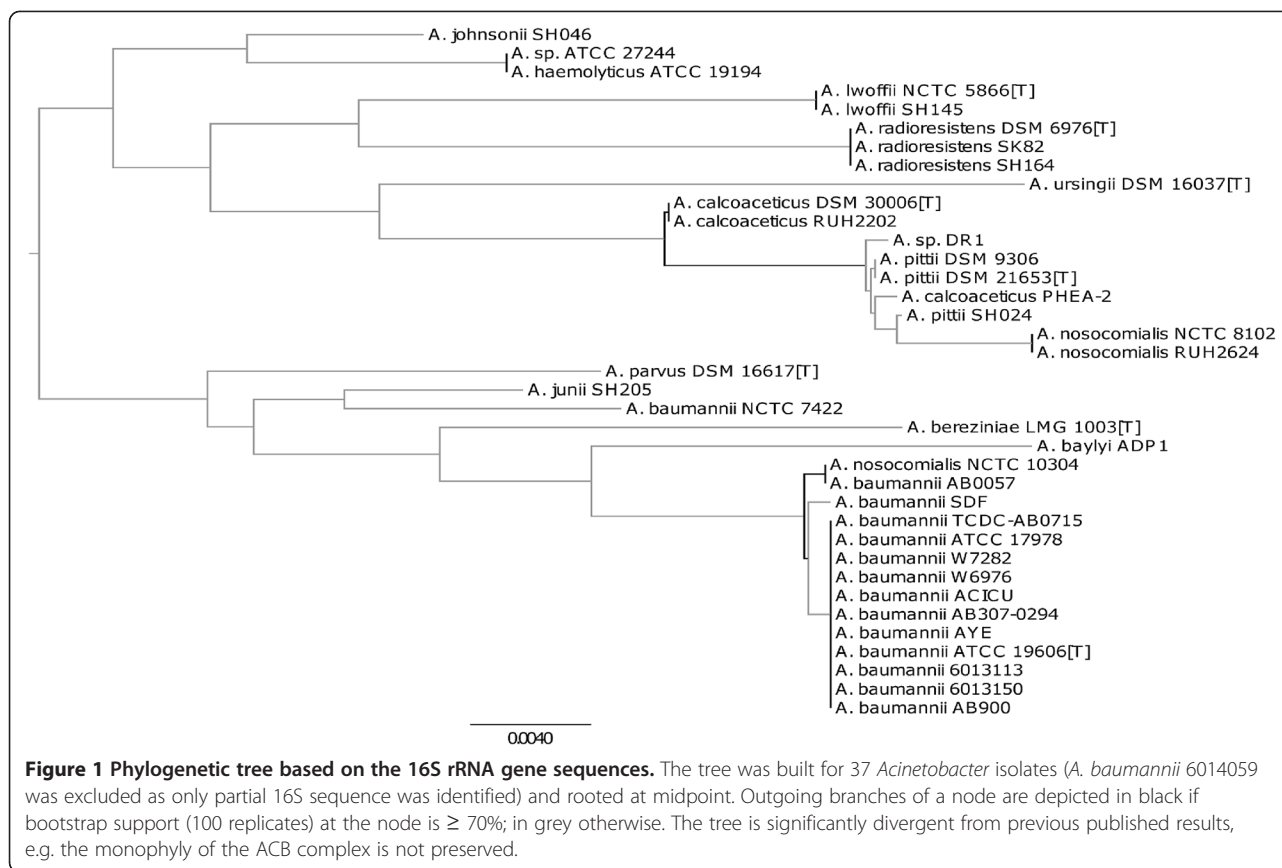 A. johnsonii SH046
A. sp. ATCC 27244
A. haemolyticus ATCC 19194
A. lwoffii NCTC 5866[T]
A. lwoffii SH145
A. radioresistens DSM 6976[T]
A. radioresistens SK82
A. radioresistens SH164
A. ursingii DSM 16037[T]
A. calcoaceticus DSM 30006[T]
A. calcoaceticus RUH2202
A. sp. DR1
A. pittii DSM 9306
A. pittii DSM 21653[T]
A. calcoaceticus PHEA-2
A. pittii SH024
A. nosocomialis NCTC 8102
A. nosocomialis RUH2624
A. parvus DSM 16617[T]
A. junii SH205
A. baumannii NCTC 7422
A. bereziniae LMG 1003[T]
A. baylyi ADP1
A. nosocomialis NCTC 10304
A. baumannii AB0057
A. baumannii SDF
A. baumannii TCDC-AB0715
A. baumannii ATCC 17978
A. baumannii W7282
A. baumannii W6976
A. baumannii ACICU
A. baumannii AB307-0294
A. baumannii AYE
A. baumannii ATCC 19606[T]
A. baumannii 6013113
A. baumannii 6013150
A. baumannii AB900
0.0040
Figure 1 Phylogenetic tree based on the 16S rRNA gene sequences. The tree was built for 37 Acinetobacter isolates (A. baumannii 6014059
was excluded as only partial 16S sequence was identified) and rooted at midpoint. Outgoing branches of a node are depicted in black if
bootstrap support (100 replicates) at the node is ≥ 70%; in grey otherwise. The tree is significantly divergent from previous published results,
e.g. the monophyly of the ACB complex is not preserved.